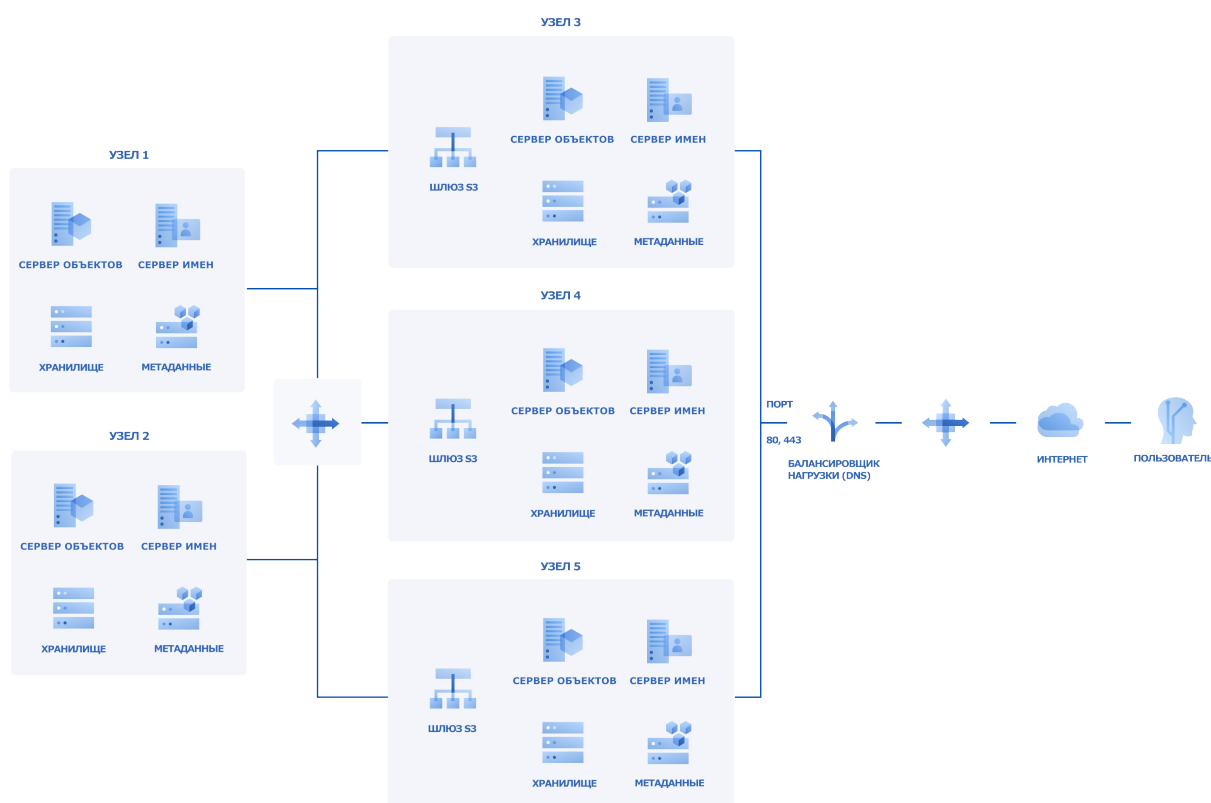 УЗЕЛ 1
СЕРВЕР ОБЪЕКТОВ
СЕРВЕР ИМЕН
ХРАНИЛИЩЕ
МЕТАДАННЫЕ
УЗЕЛ 2
СЕРВЕР ОБЪЕКТОВ
СЕРВЕР ИМЕН
ХРАНИЛИЩЕ
МЕТАДАННЫЕ
УЗЕЛ 3
СЕРВЕР ОБЪЕКТОВ
СЕРВЕР ИМЕН
ШЛЮЗ S3
ХРАНИЛИЩЕ
МЕТАДАННЫЕ
УЗЕЛ 4
СЕРВЕР ОБЪЕКТОВ
СЕРВЕР ИМЕН
ШЛЮЗ S3
ХРАНИЛИЩЕ
МЕТАДАННЫЕ
УЗЕЛ 5
СЕРВЕР ОБЪЕКТОВ
СЕРВЕР ИМЕН
ШЛЮЗ S3
ХРАНИЛИЩЕ
МЕТАДАННЫЕ
ПОРТ
80, 443
БАЛАНСИРОВЩИК
НАГРУЗКИ (DNS)
ИНТЕРНЕТ
ПОЛЬЗОВАТЕЛЬ